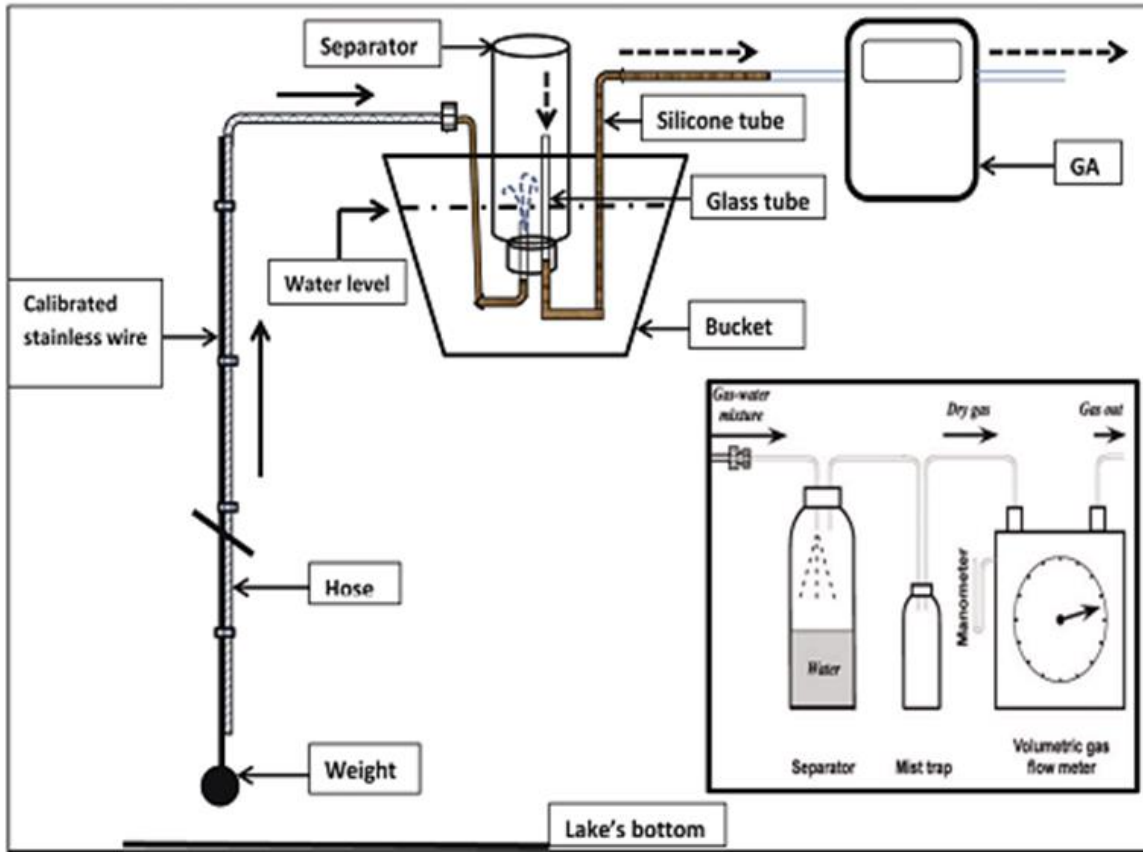 Separator
Silicone tube
GA
Glass tube
Water level
Bucket
Calibrated
stainless wire
Hose
Weight
Lake's bottom
Gas-water
mixture
Dry gas
Gas out
Manometer
Water
Separator
Mist trap
Volumetric gas
flow meter